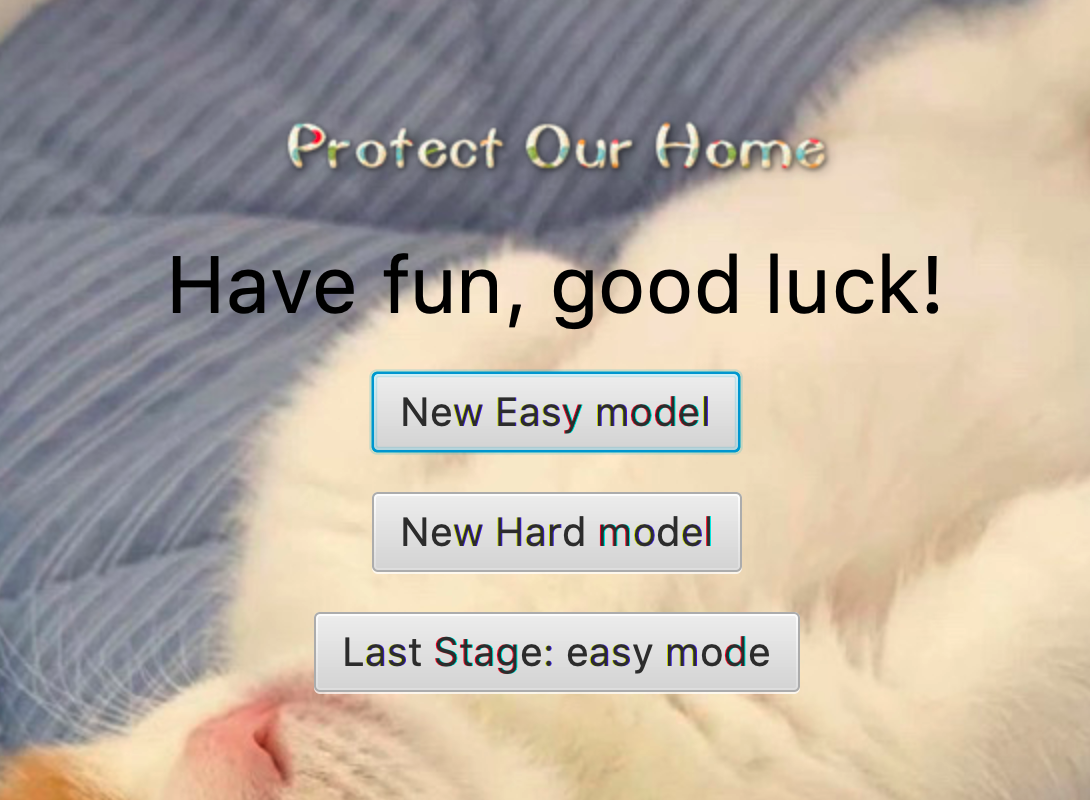 Protect Our Home
Have fun, good luck!
New Easy model
New Hard model
Last Stage: easy mode